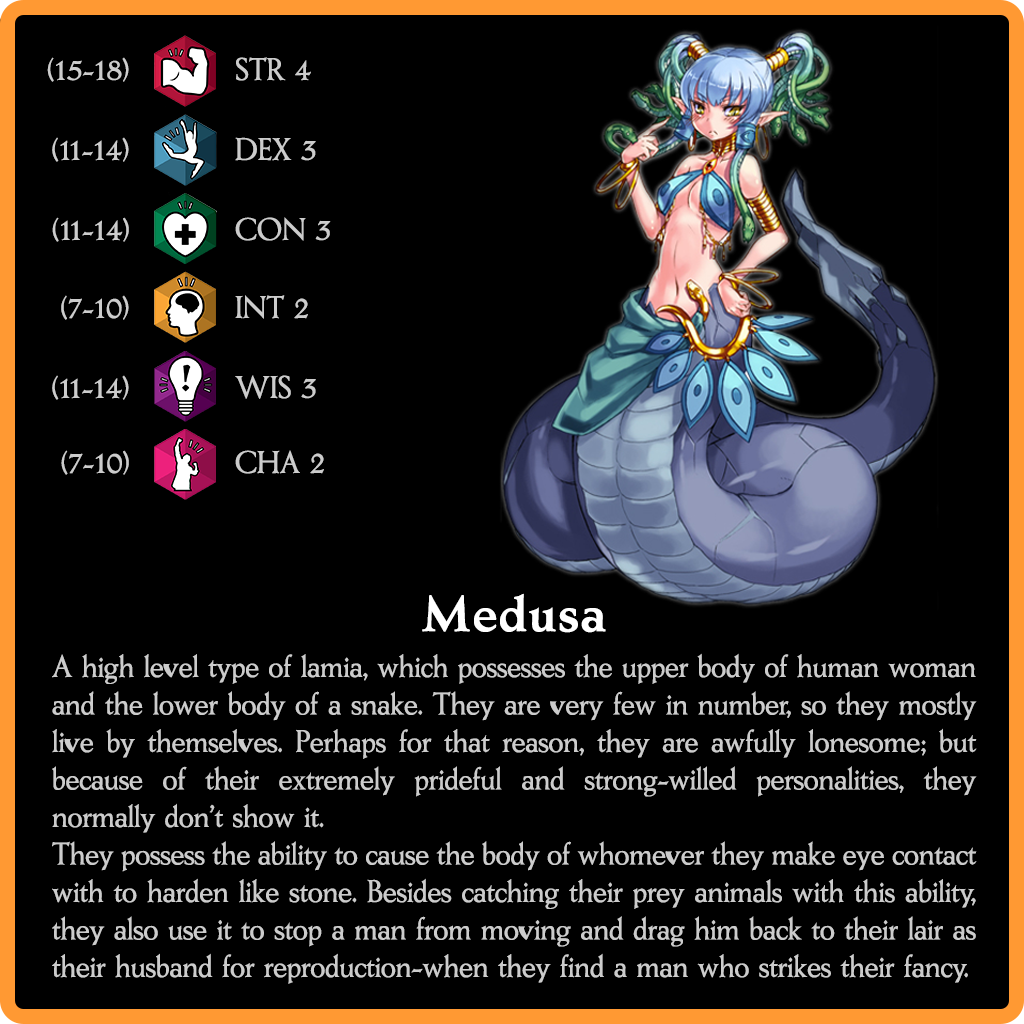 (15-18) STR 4
(11-14) DEX 3
(11-14) CON 3
(7-10) INT 2
(11-14) WIS 3
(7-10) CHA 2
Medusa
A high level type of lamia, which possesses the upper body of human woman
and the lower body of a snake. They are very few in number, so they mostly
live by themselves. Perhaps for that reason, they are awfully lonesome; but
because of their extremely prideful and strong-willed personalities, they
normally don't show it.
They possess the ability to cause the body of whomever they make eye contact
with to harden like stone. Besides catching their prey animals with this ability,
they also use it to stop a man from moving and drag him back to their lair as
their husband for reproduction-when they find a man who strikes their fancy.